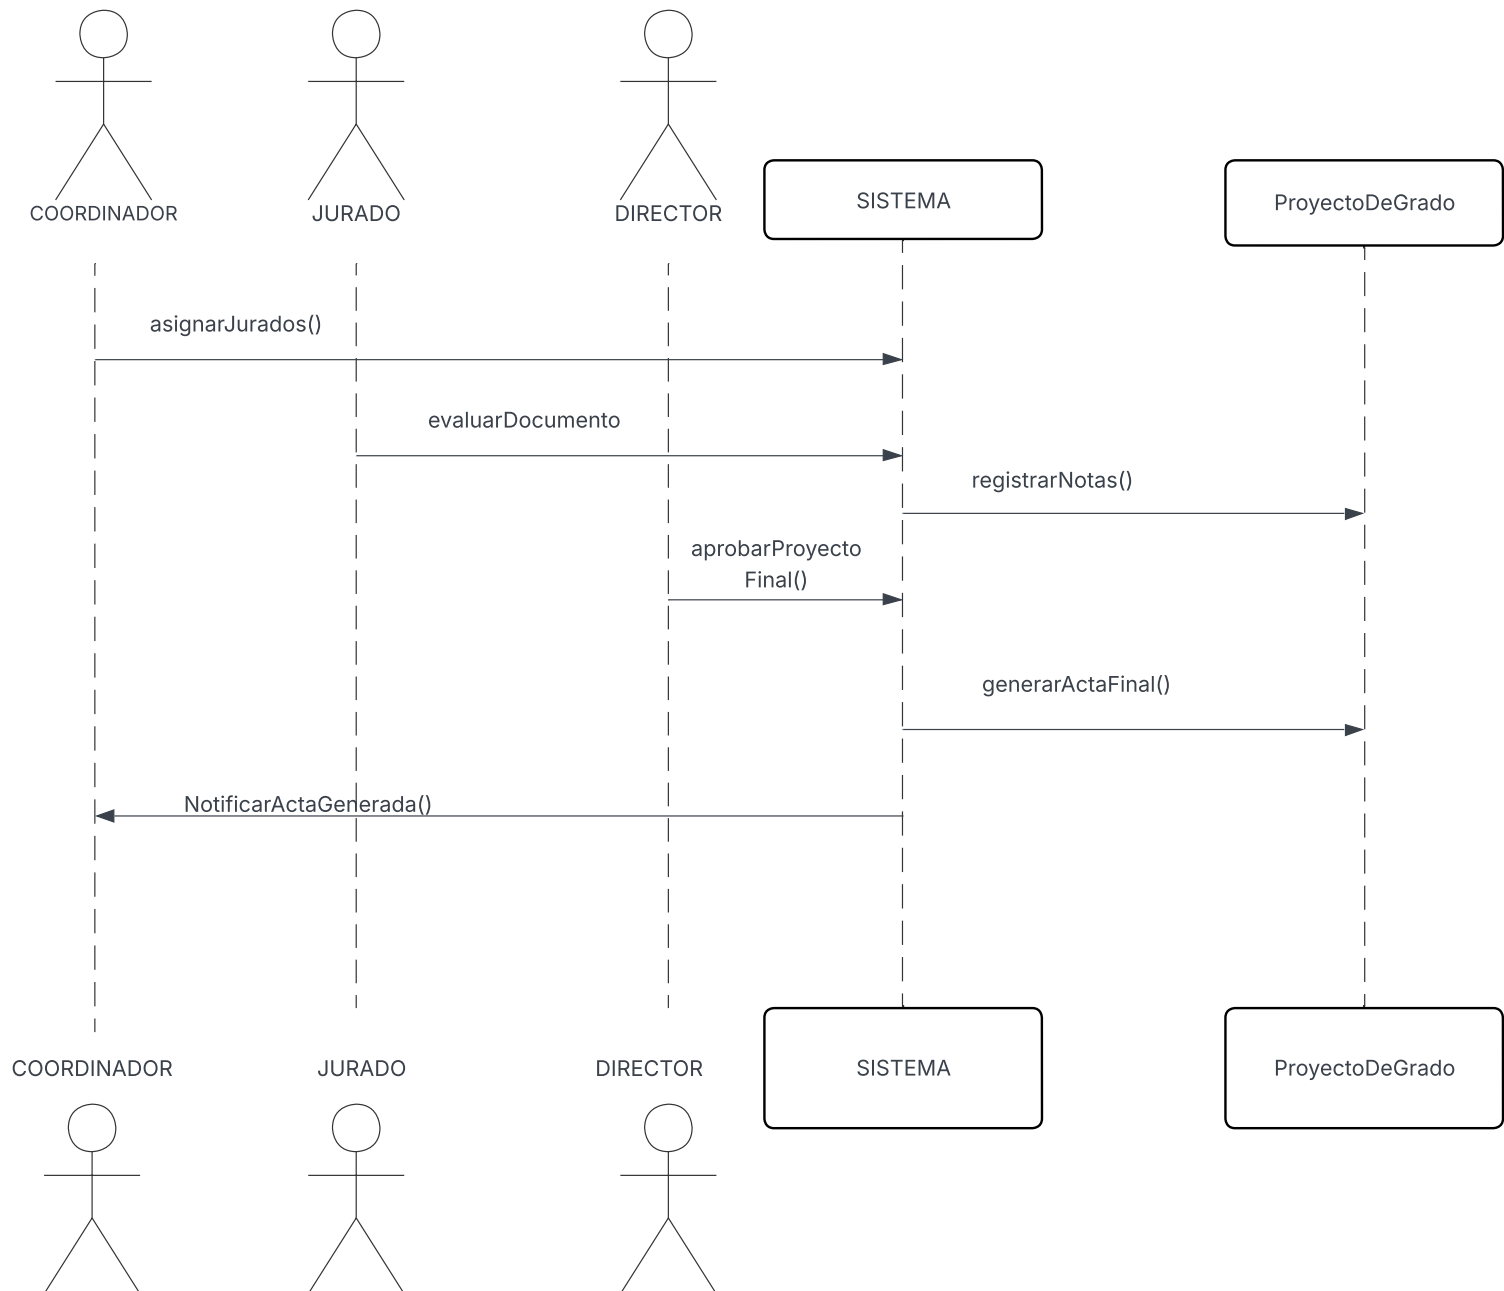 COORDINADOR
JURADO
DIRECTOR
SISTEMA
ProyectoDeGrado
asignarJurados()
evaluarDocumento
registrarNotas()
aprobarProyecto
Final()
generarActaFinal()
NotificarActaGenerada()
COORDINADOR
JURADO
DIRECTOR
SISTEMA
ProyectoDeGrado